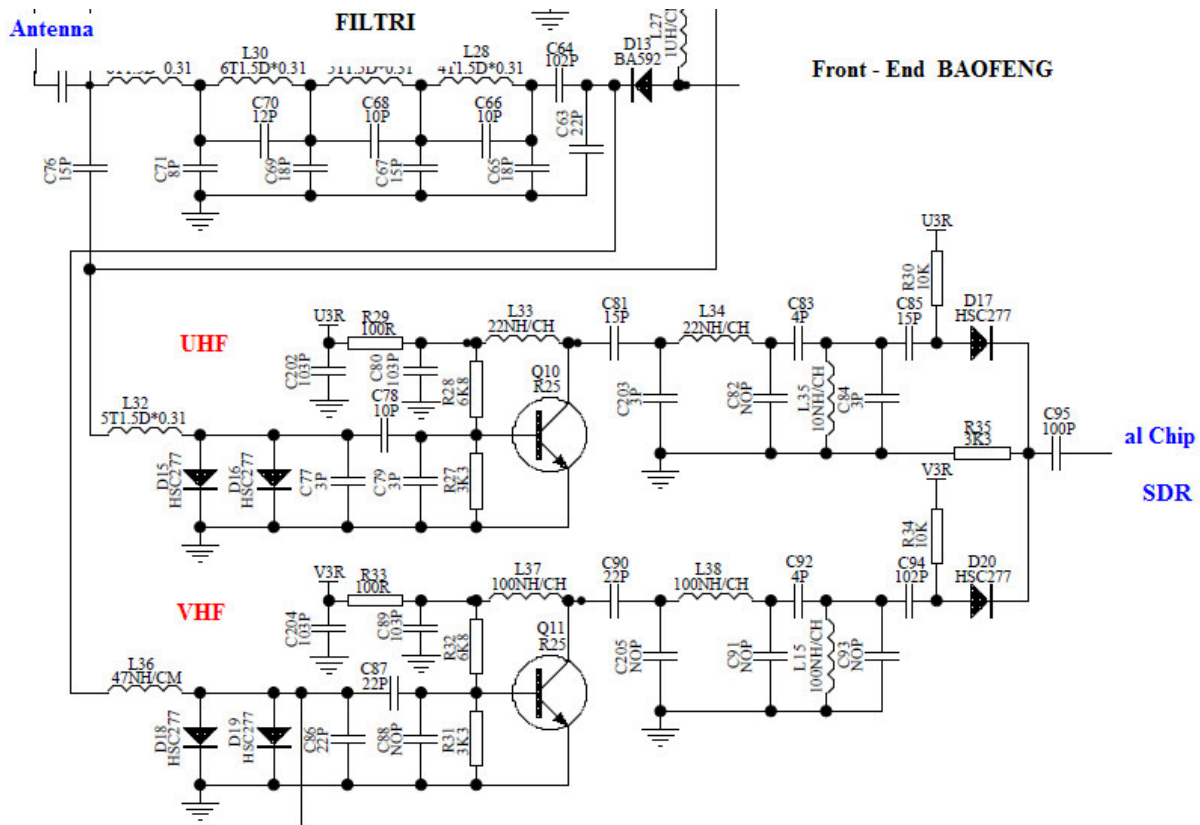 Antenna
FILTRI
Front - End BAOFENG
L30
6T1.5D*0.31
L28
4T1.5D*0.31
C64
102P
D13
BA592
L27
1UH/CH
C70
12P
C68
10P
C66
10P
C63
22P
C76
15P
C71
8P
C69
18P
C67
15P
C65
18P
UHF
U3R
R29
100R
C202
103P
C80
103P
L33
22NH/CH
C81
15P
L34
22NH/CH
C83
4P
C85
15P
U3R
R30
10K
D17
HSC277
R28
6K8
Q10
R25
C203
3P
C82
NOP
L35
10NH/CH
C84
3P
L32
5T1.5D*0.31
C78
10P
D15
HSC277
D16
HSC277
C77
3P
C79
3P
R27
3K3
R35
3R3
C95
100P
al Chip
SDR
VHF
V3R
R33
100R
C204
103P
C89
103P
L37
100NH/CH
C90
22P
L38
100NH/CH
C92
4P
C94
102P
V3R
R34
10K
D20
HSC277
R32
6K8
Q11
R25
C205
NOP
C91
NOP
L15
100NH/CH
C93
NOP
L36
47NH/CM
C87
22P
D18
HSC277
D19
HSC277
C86
22P
C88
NOP
R31
3K3